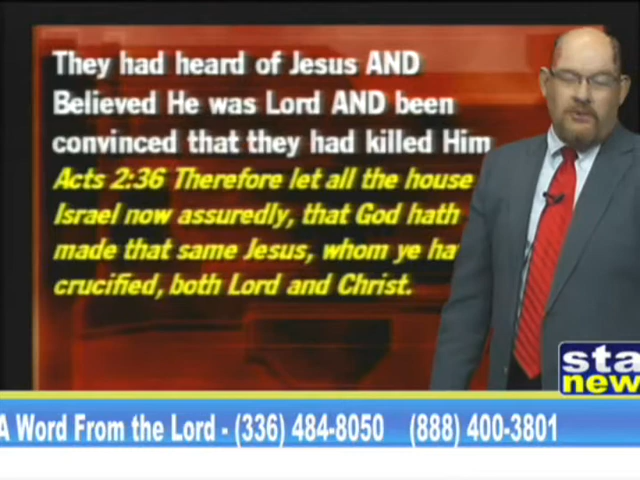 They had heard of Jesus AND
Believed He was Lord AND been
convinced that they had killed Him
Acts 2:36 Therefore let all the house
Israel now assuredly, that God hath
made that same Jesus, whom ye ha
crucified, both Lord and Christ.
sta
new
A Word From the Lord - (336) 484-8050 (888) 400-3801